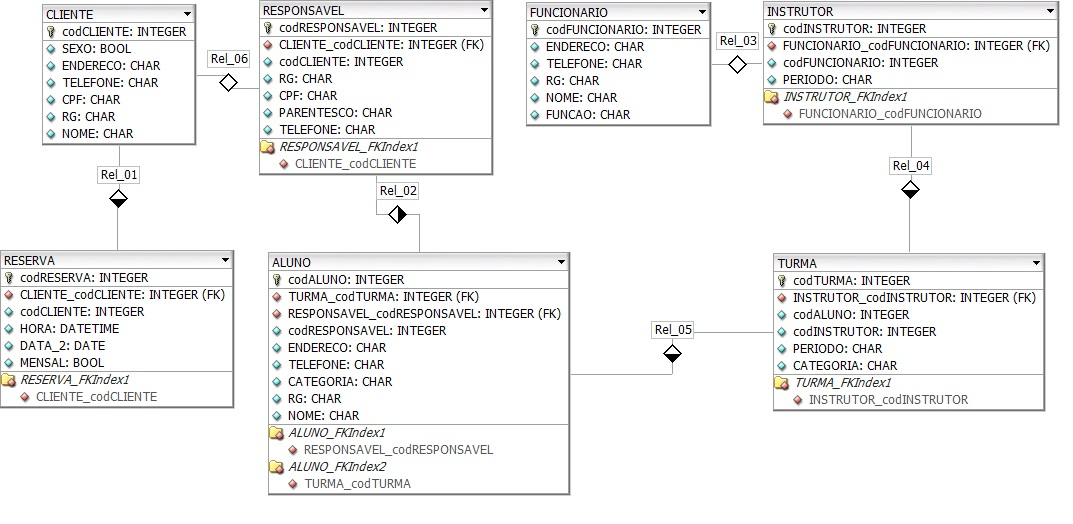 CLIENTE
codCLIENTE: INTEGER
SEXO: BOOL
ENDERECO: CHAR
TELEFONE: CHAR
CPF: CHAR
RG: CHAR
NOME: CHAR
Rel_06
RESPONSAVEL
codRESPONSAVEL: INTEGER
CLIENTE_codCLIENTE: INTEGER (FK)
codCLIENTE: INTEGER
RG: CHAR
CPF: CHAR
PARENTESCO: CHAR
TELEFONE: CHAR
RESPONSAVEL_FKIndex1
CLIENTE_codCLIENTE
FUNCIONARIO
codFUNCIONARIO: INTEGER
ENDERECO: CHAR
TELEFONE: CHAR
RG: CHAR
NOME: CHAR
FUNCAO: CHAR
Rel_03
INSTRUTOR
codINSTRUTOR: INTEGER
FUNCIONARIO_codFUNCIONARIO: INTEGER (FK)
codFUNCIONARIO: INTEGER
PERIODO: CHAR
INSTRUTOR_FKIndex1
FUNCIONARIO_codFUNCIONARIO
Rel_01
Rel_02
Rel_04
RESERVA
codRESERVA: INTEGER
CLIENTE_codCLIENTE: INTEGER (FK)
codCLIENTE: INTEGER
HORA: DATETIME
DATA_2: DATE
MENSAL: BOOL
RESERVA_FKIndex1
CLIENTE_codCLIENTE
ALUNO
codALUNO: INTEGER
TURMA_codTURMA: INTEGER (FK)
RESPONSAVEL_codRESPONSAVEL: INTEGER (FK)
codRESPONSAVEL: INTEGER
ENDERECO: CHAR
TELEFONE: CHAR
CATEGORIA: CHAR
RG: CHAR
NOME: CHAR
ALUNO_FKIndex1
RESPONSAVEL_codRESPONSAVEL
ALUNO_FKIndex2
TURMA_codTURMA
Rel_05
TURMA
codTURMA: INTEGER
INSTRUTOR_codINSTRUTOR: INTEGER (FK)
codALUNO: INTEGER
codINSTRUTOR: INTEGER
PERIODO: CHAR
CATEGORIA: CHAR
TURMA_FKIndex1
INSTRUTOR_codINSTRUTOR